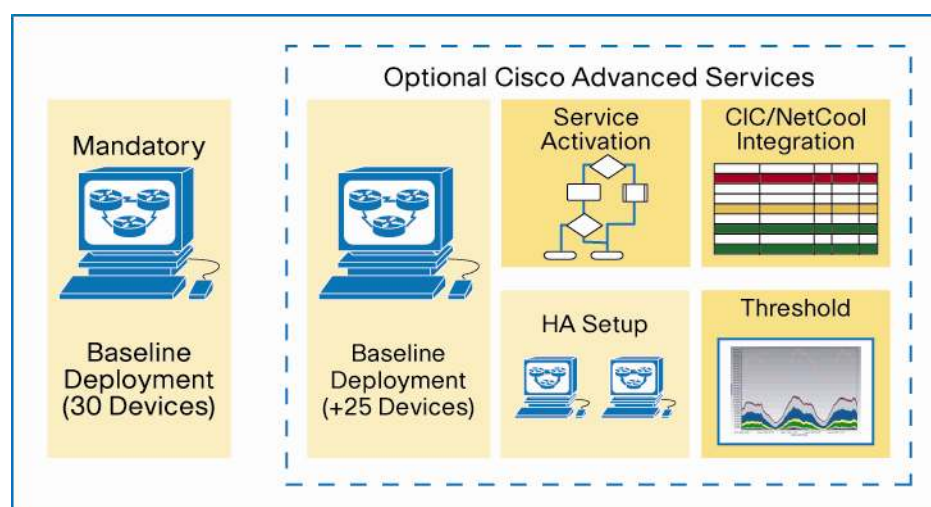 Optional Cisco Advanced Services
Mandatory
Baseline
Deployment
(30 Devices)
Baseline
Deployment
(+25 Devices)
Service
Activation
CIC/NetCool
Integration
HA Setup
Threshold